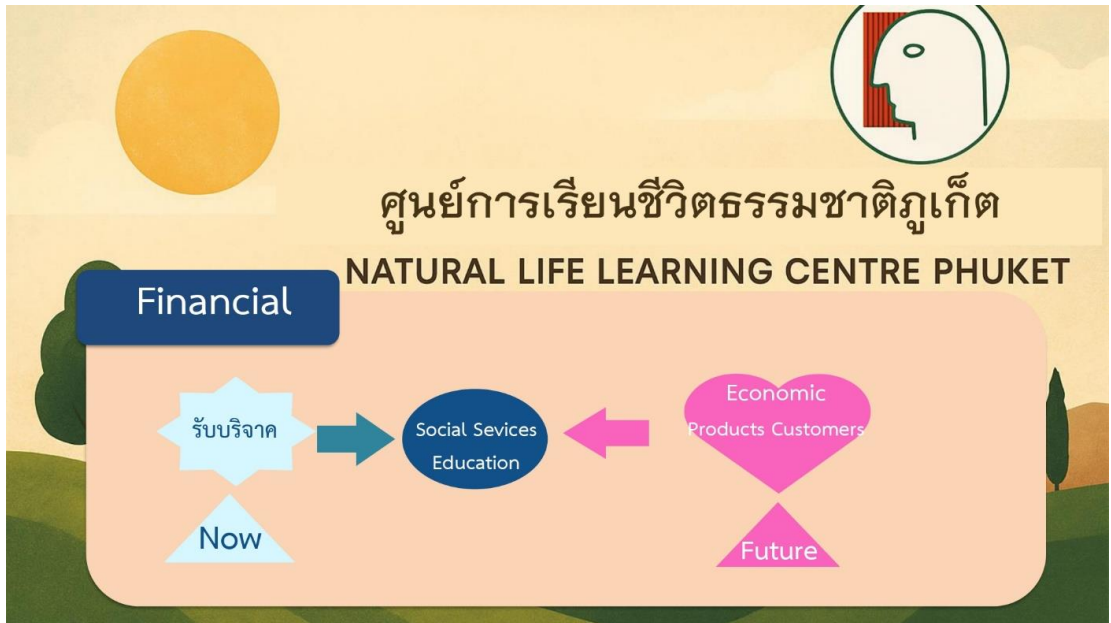 ศูนย์การเรียนชีวิตธรรมชาติภูเก็ต
NATURAL LIFE LEARNING CENTRE PHUKET
Financial
รับบริจาค
Now
Social Sevices
Education
Economic
Products Customers
Future